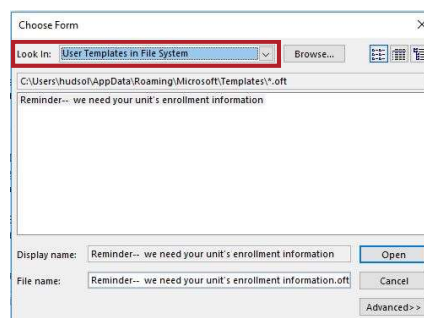 Choose Form
Look In: User Templates in File System Browse...
C:\Users\hudsol\AppData\Roaming\Microsoft\Templates\*.oft
Reminder-- we need your unit's enrollment information
Display name: Reminder-- we need your unit's enrollment information Open
File name: Reminder-- we need your unit's enrollment information.oft Cancel
Advanced>>